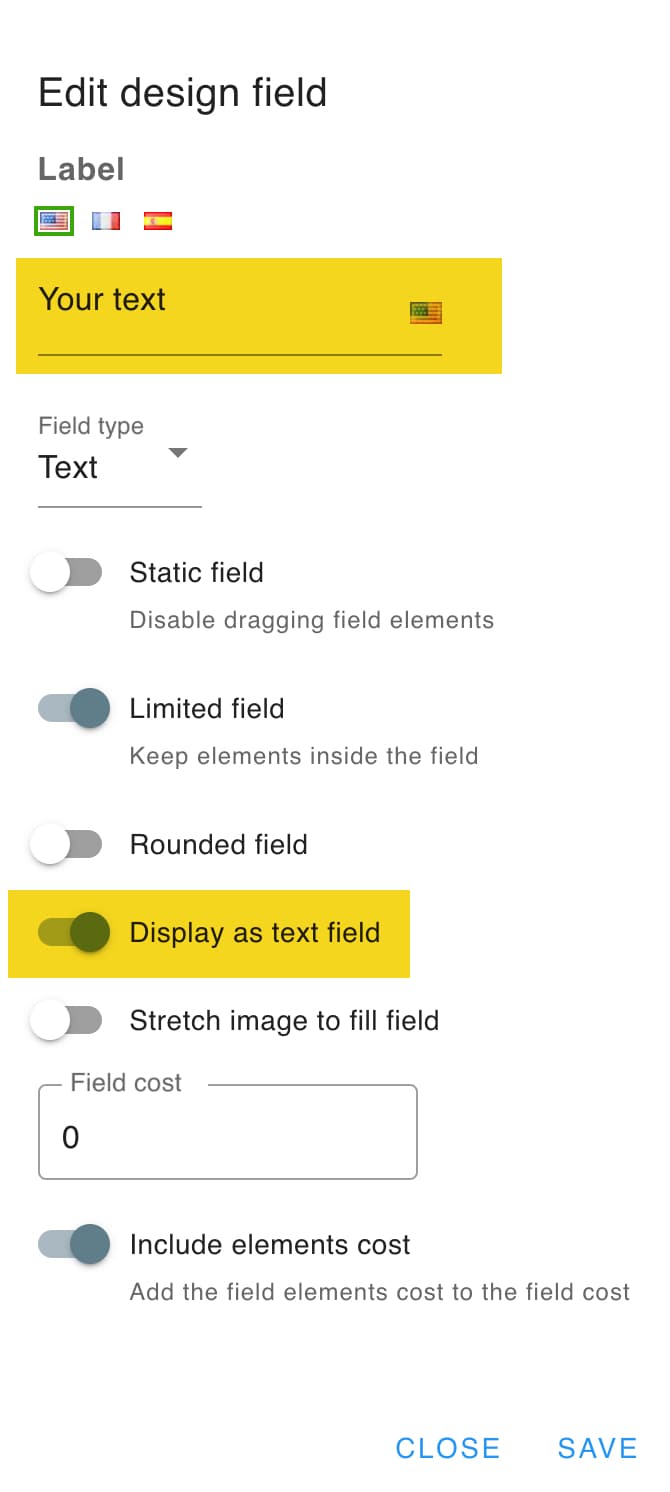 Edit design field
Label
Your text
Field type
Text
Static field
Disable dragging field elements
Limited field
Keep elements inside the field
Rounded field
Display as text field
Stretch image to fill field
Field cost
0
Include elements cost
Add the field elements cost to the field cost
CLOSE SAVE